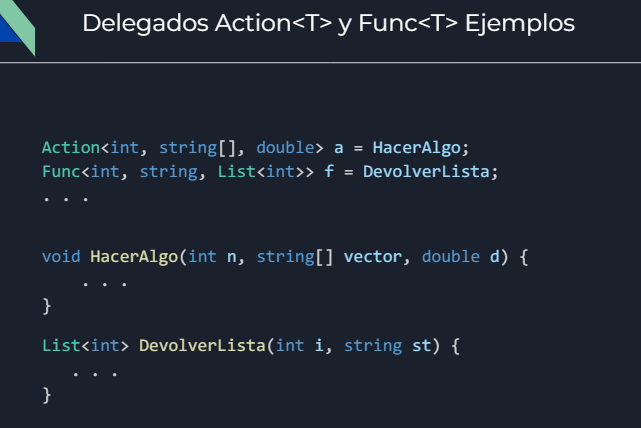 Delegados Action<T> y Func<T> Ejemplos
Action<int, string[], double> a = HacerAlgo;
Func<int, string, List<int>> f = DevolverLista;
. . .
void HacerAlgo(int n, string[] vector, double d) {
. . .
}
List<int> DevolverLista(int i, string st) {
. . .
}